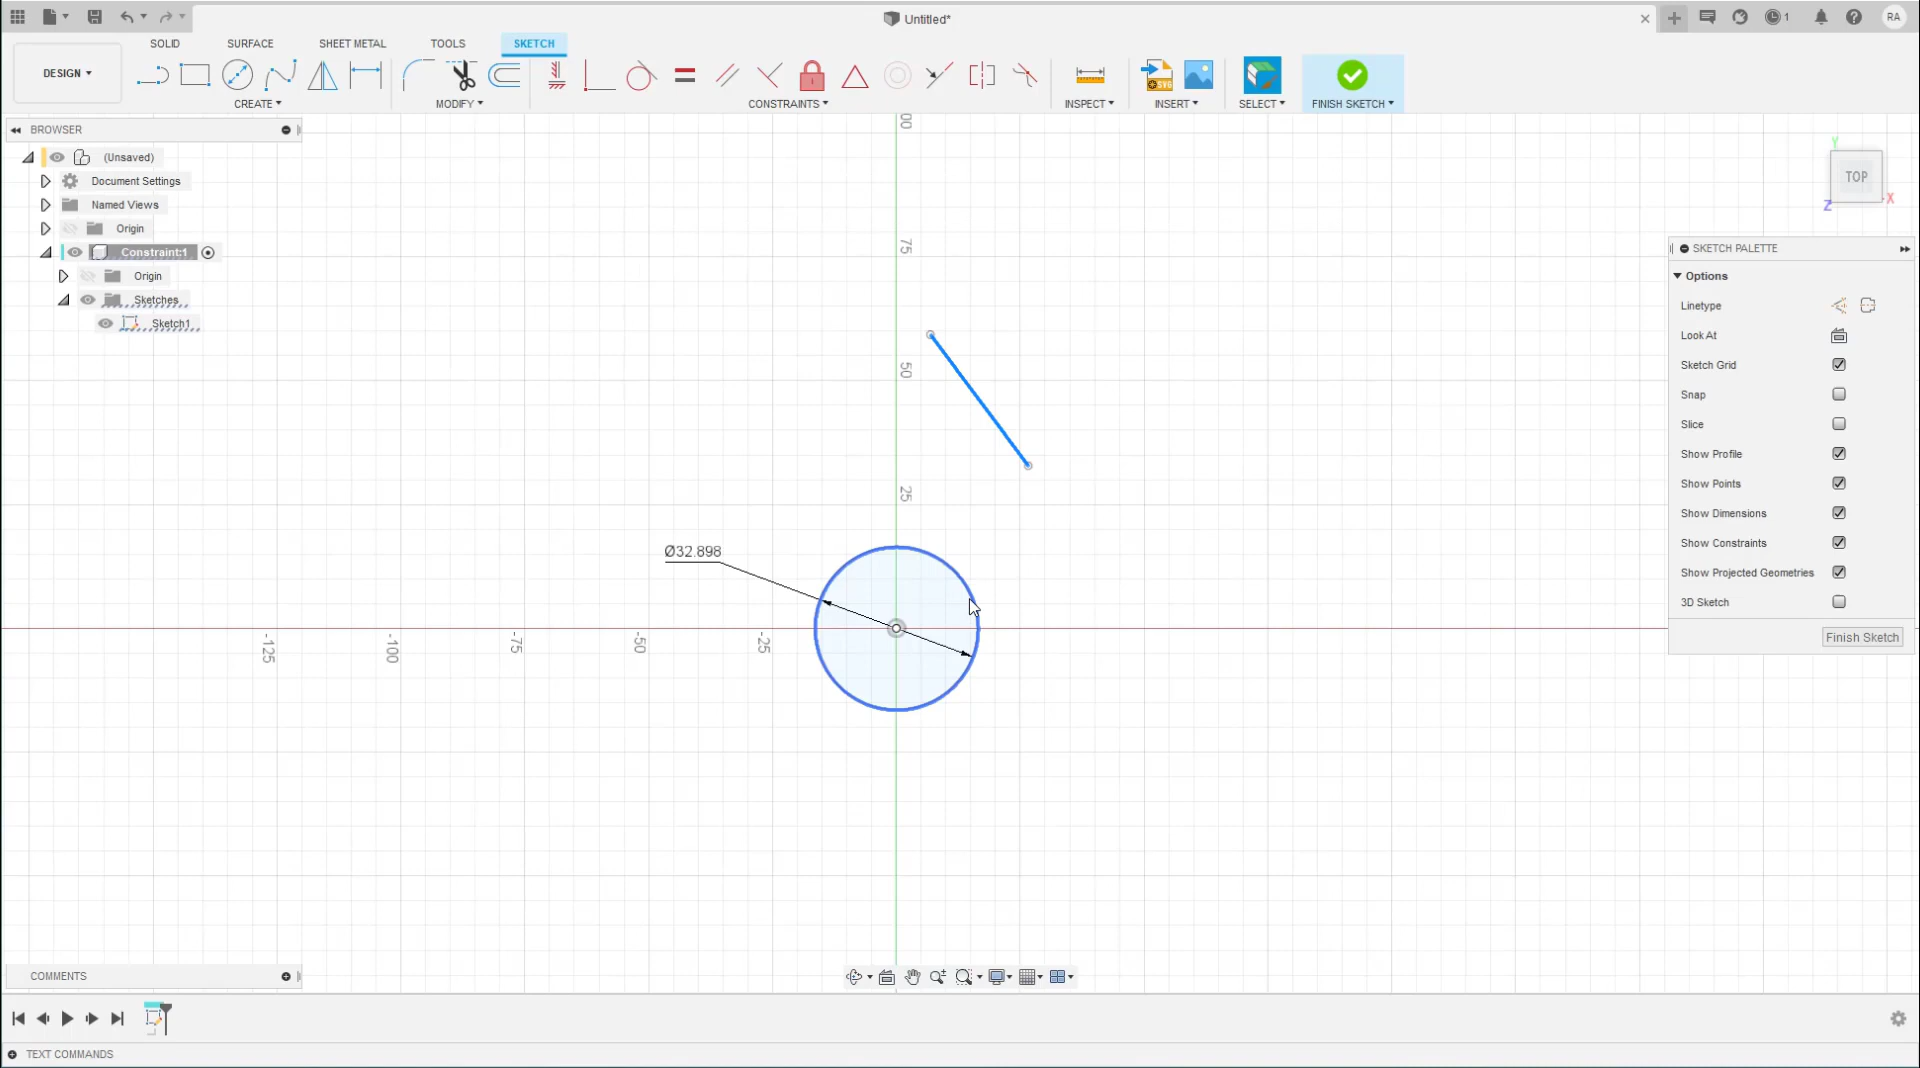 Untitled*
1
RA
SOLID
SURFACE
SHEET METAL
TOOLS
SKETCH
DESIGN
CREATE
MODIFY
CONSTRAINTS
INSPECT
INSERT
SELECT
FINISH SKETCH
BROWSER
(Unsaved)
Document Settings
Named Views
Origin
Constraint:1
Origin
Sketches
Sketch1
00
75
50
25
Ø32.898
-125
-100
-75
-50
-25
Y
TOP
X
Z
SKETCH PALETTE
Options
Linetype
Look At
Sketch Grid
Snap
Slice
Show Profile
Show Points
Show Dimensions
Show Constraints
Show Projected Geometries
3D Sketch
Finish Sketch
COMMENTS
TEXT COMMANDS